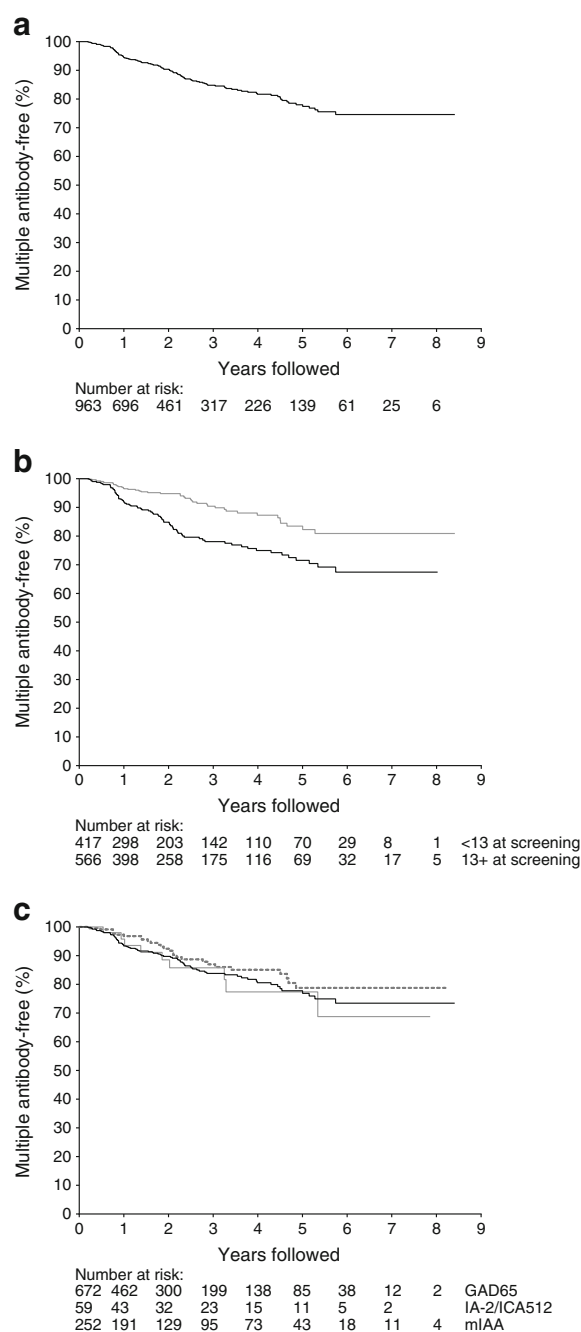 a
Multiple antibody-free (%)
100
90
80
70
60
50
40
30
20
10
0
0 1 2 3 4 5 6 7 8 9
Years followed
Number at risk:
963 696 461 317 226 139 61 25 6
b
Multiple antibody-free (%)
100
90
80
70
60
50
40
30
20
10
0
0 1 2 3 4 5 6 7 8 9
Years followed
Number at risk:
417 298 203 142 110 70 29 8 1 <13 at screening
566 398 258 175 116 69 32 17 5 13+ at screening
c
Multiple antibody-free (%)
100
90
80
70
60
50
40
30
20
10
0
0 1 2 3 4 5 6 7 8 9
Years followed
Number at risk:
672 462 300 199 138 85 38 12 2 GAD65
59 43 32 23 15 11 5 2 IA-2/ICA512
252 191 129 95 73 43 18 11 4 mIAA